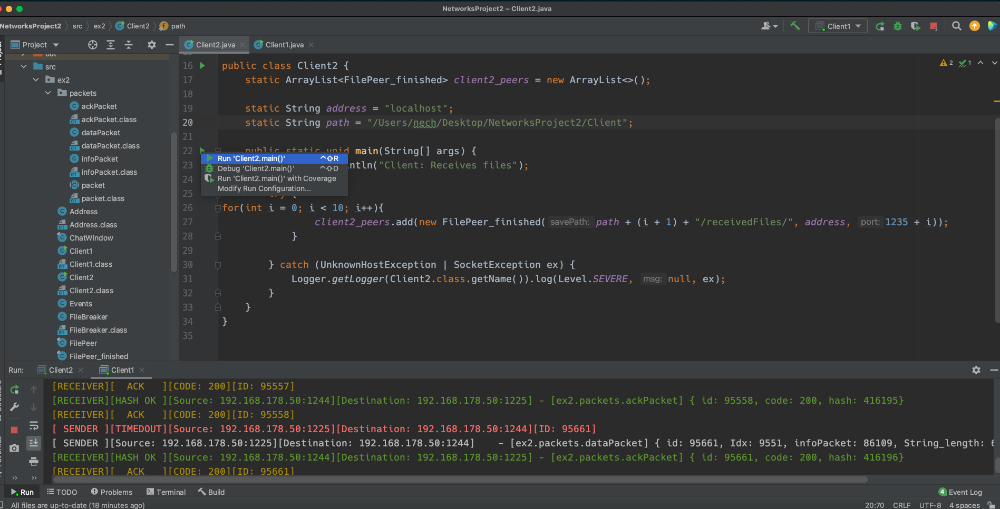 NetworksProject2 – Client2.java
NetworksProject2 src ex2 Client2 path
Client1
Project
Client2.java
Client1.java
out
src
ex2
packets
ackPacket
ackPacket.class
dataPacket
dataPacket.class
infoPacket
infoPacket.class
packet
packet.class
Address
Address.class
ChatWindow
Client1
Client1.class
Client2
Client2.class
Events
FileBreaker
FileBreaker.class
FilePeer
FilePeer_finished
2 1
16 public class Client2 {
17 static ArrayList<FilePeer_finished> client2_peers = new ArrayList<>();
18
19 static String address = "localhost";
20 static String path = "/Users/nech/Desktop/NetworksProject2/Client";
21
22 public static void main(String[] args) {
23 ntln("Client: Receives files");
24
25 try {
26 for(int i = 0; i < 10; i++){
27 client2_peers.add(new FilePeer_finished( savePath: path + (i + 1) + "/receivedFiles/", address, port: 1235 + i));
28 }
29
30 } catch (UnknownHostException | SocketException ex) {
31 Logger.getLogger(Client2.class.getName()).log(Level.SEVERE, msg: null, ex);
32 }
33 }
34 }
35
Run 'Client2.main()' ^⇧R
Debug 'Client2.main()' ^⇧D
Run 'Client2.main()' with Coverage
Modify Run Configuration...
Run: Client2 Client1
[RECEIVER][ ACK ][CODE: 200][ID: 95557]
[RECEIVER][HASH OK ][Source: 192.168.178.50:1244][Destination: 192.168.178.50:1225] - [ex2.packets.ackPacket] { id: 95558, code: 200, hash: 416195}
[RECEIVER][ ACK ][CODE: 200][ID: 95558]
[ SENDER ][TIMEDOUT][Source: 192.168.178.50:1225][Destination: 192.168.178.50:1244][ID: 95661]
[ SENDER ][Source: 192.168.178.50:1225][Destination: 192.168.178.50:1244] - [ex2.packets.dataPacket] { id: 95661, Idx: 9551, infoPacket: 86109, String_length:
[RECEIVER][HASH OK ][Source: 192.168.178.50:1244][Destination: 192.168.178.50:1225] - [ex2.packets.ackPacket] { id: 95661, code: 200, hash: 416196}
[RECEIVER][ ACK ][CODE: 200][ID: 95661]
Run TODO Problems Terminal Build
4 Event Log
All files are up-to-date (18 minutes ago)
20:70 CRLF UTF-8 4 spaces